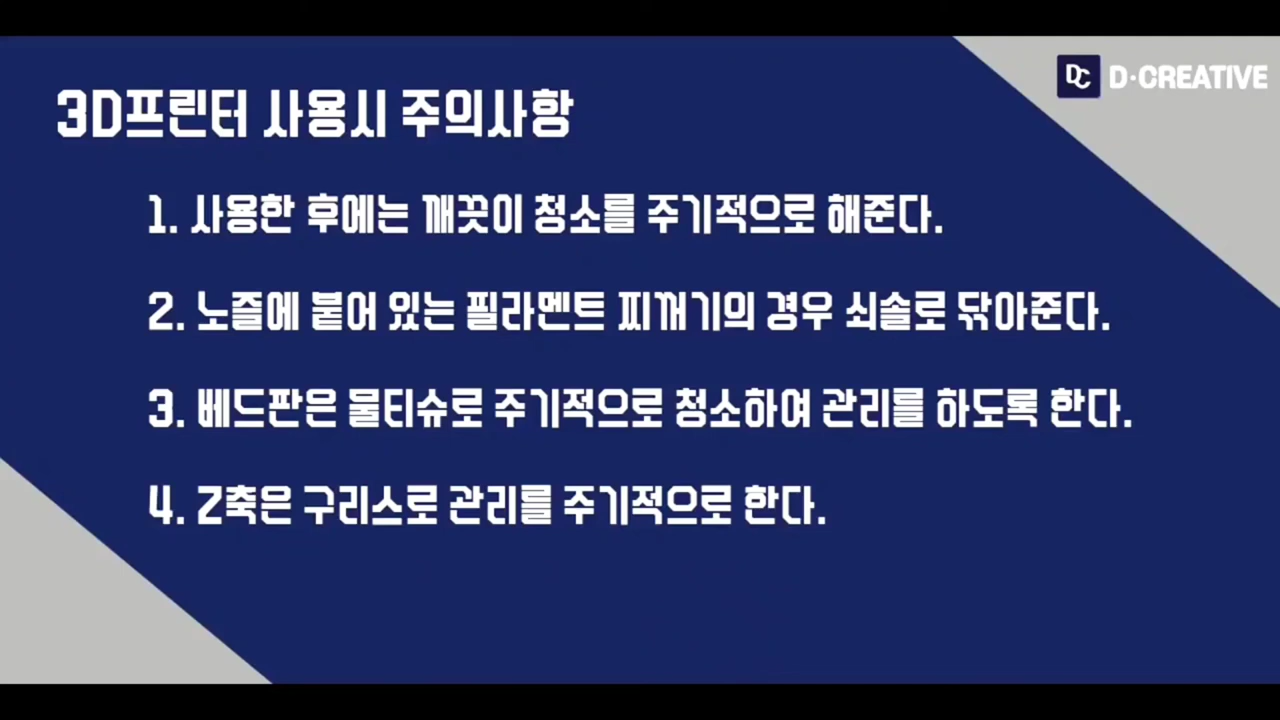 DC D·CREATIVE
3D프린터 사용시 주의사항
1. 사용한 후에는 깨끗이 청소를 주기적으로 해준다.
2. 노즐에 붙어 있는 필라멘트 찌꺼기의 경우 쇠솔로 닦아준다.
3. 베드판은 물티슈로 주기적으로 청소하여 관리를 하도록 한다.
4. Z축은 구리스로 관리를 주기적으로 한다.